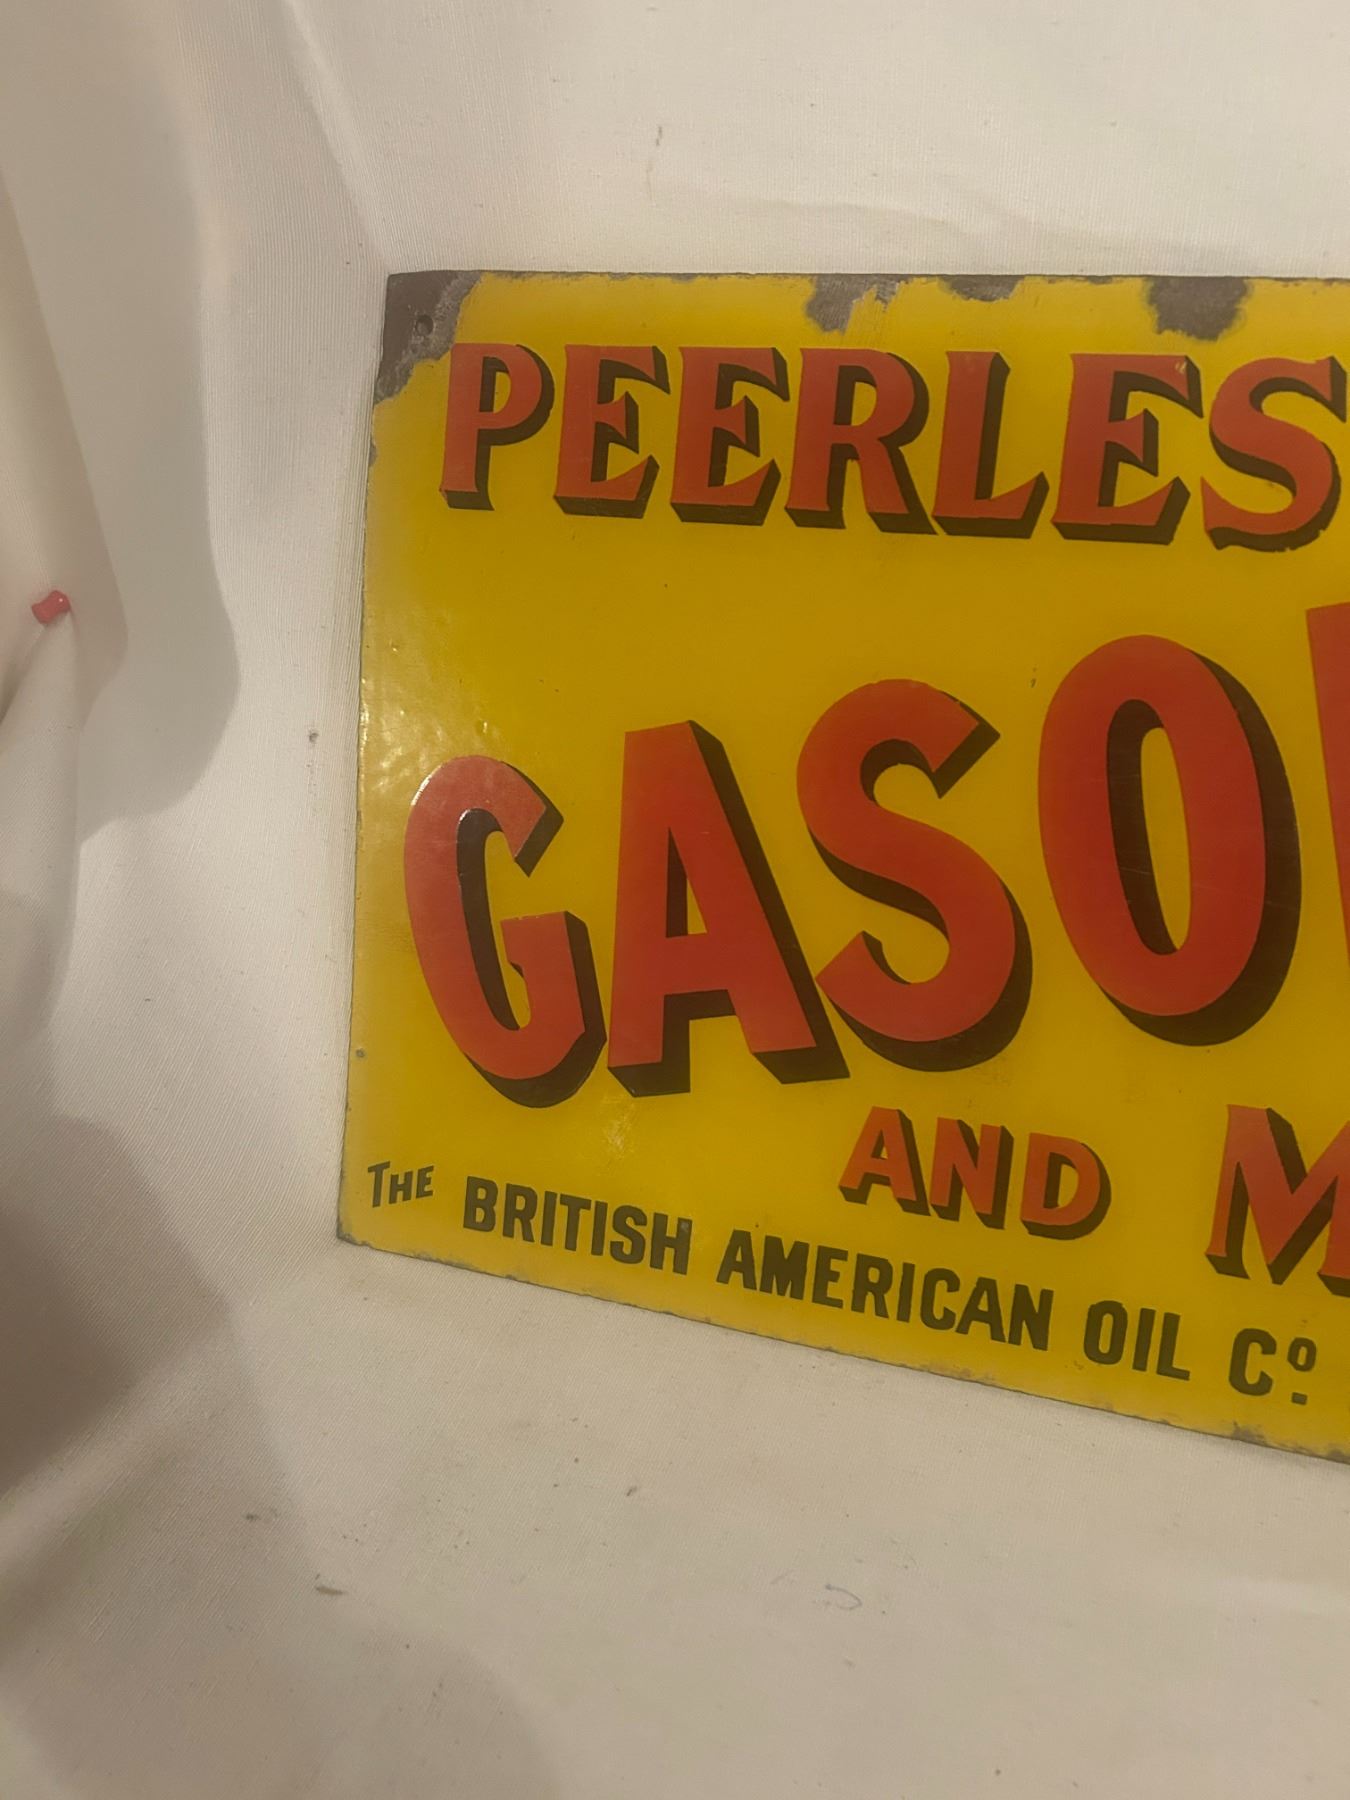 PEERLES
GASO
AND M
THE BRITISH AMERICAN OIL Cº